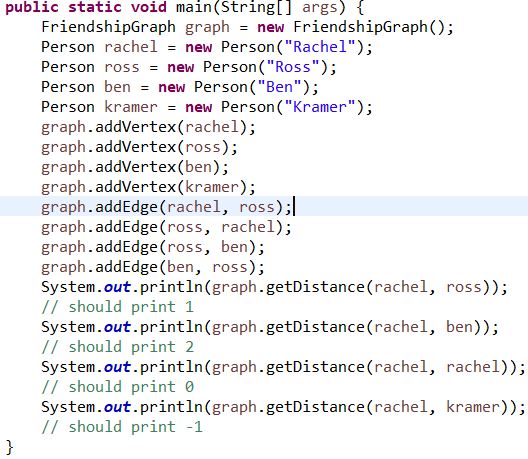 public static void main(String[] args) {
FriendshipGraph graph = new FriendshipGraph();
Person rachel = new Person("Rachel");
Person ross = new Person("Ross");
Person ben = new Person("Ben");
Person kramer = new Person("Kramer");
graph.addVertex(rachel);
graph.addVertex(ross);
graph.addVertex(ben);
graph.addVertex(kramer);
graph.addEdge(rachel, ross);
graph.addEdge(ross, rachel);
graph.addEdge(ross, ben);
graph.addEdge(ben, ross);
System.out.println(graph.getDistance(rachel, ross));
// should print 1
System.out.println(graph.getDistance(rachel, ben));
// should print 2
System.out.println(graph.getDistance(rachel, rachel));
// should print 0
System.out.println(graph.getDistance(rachel, kramer));
// should print -1
}